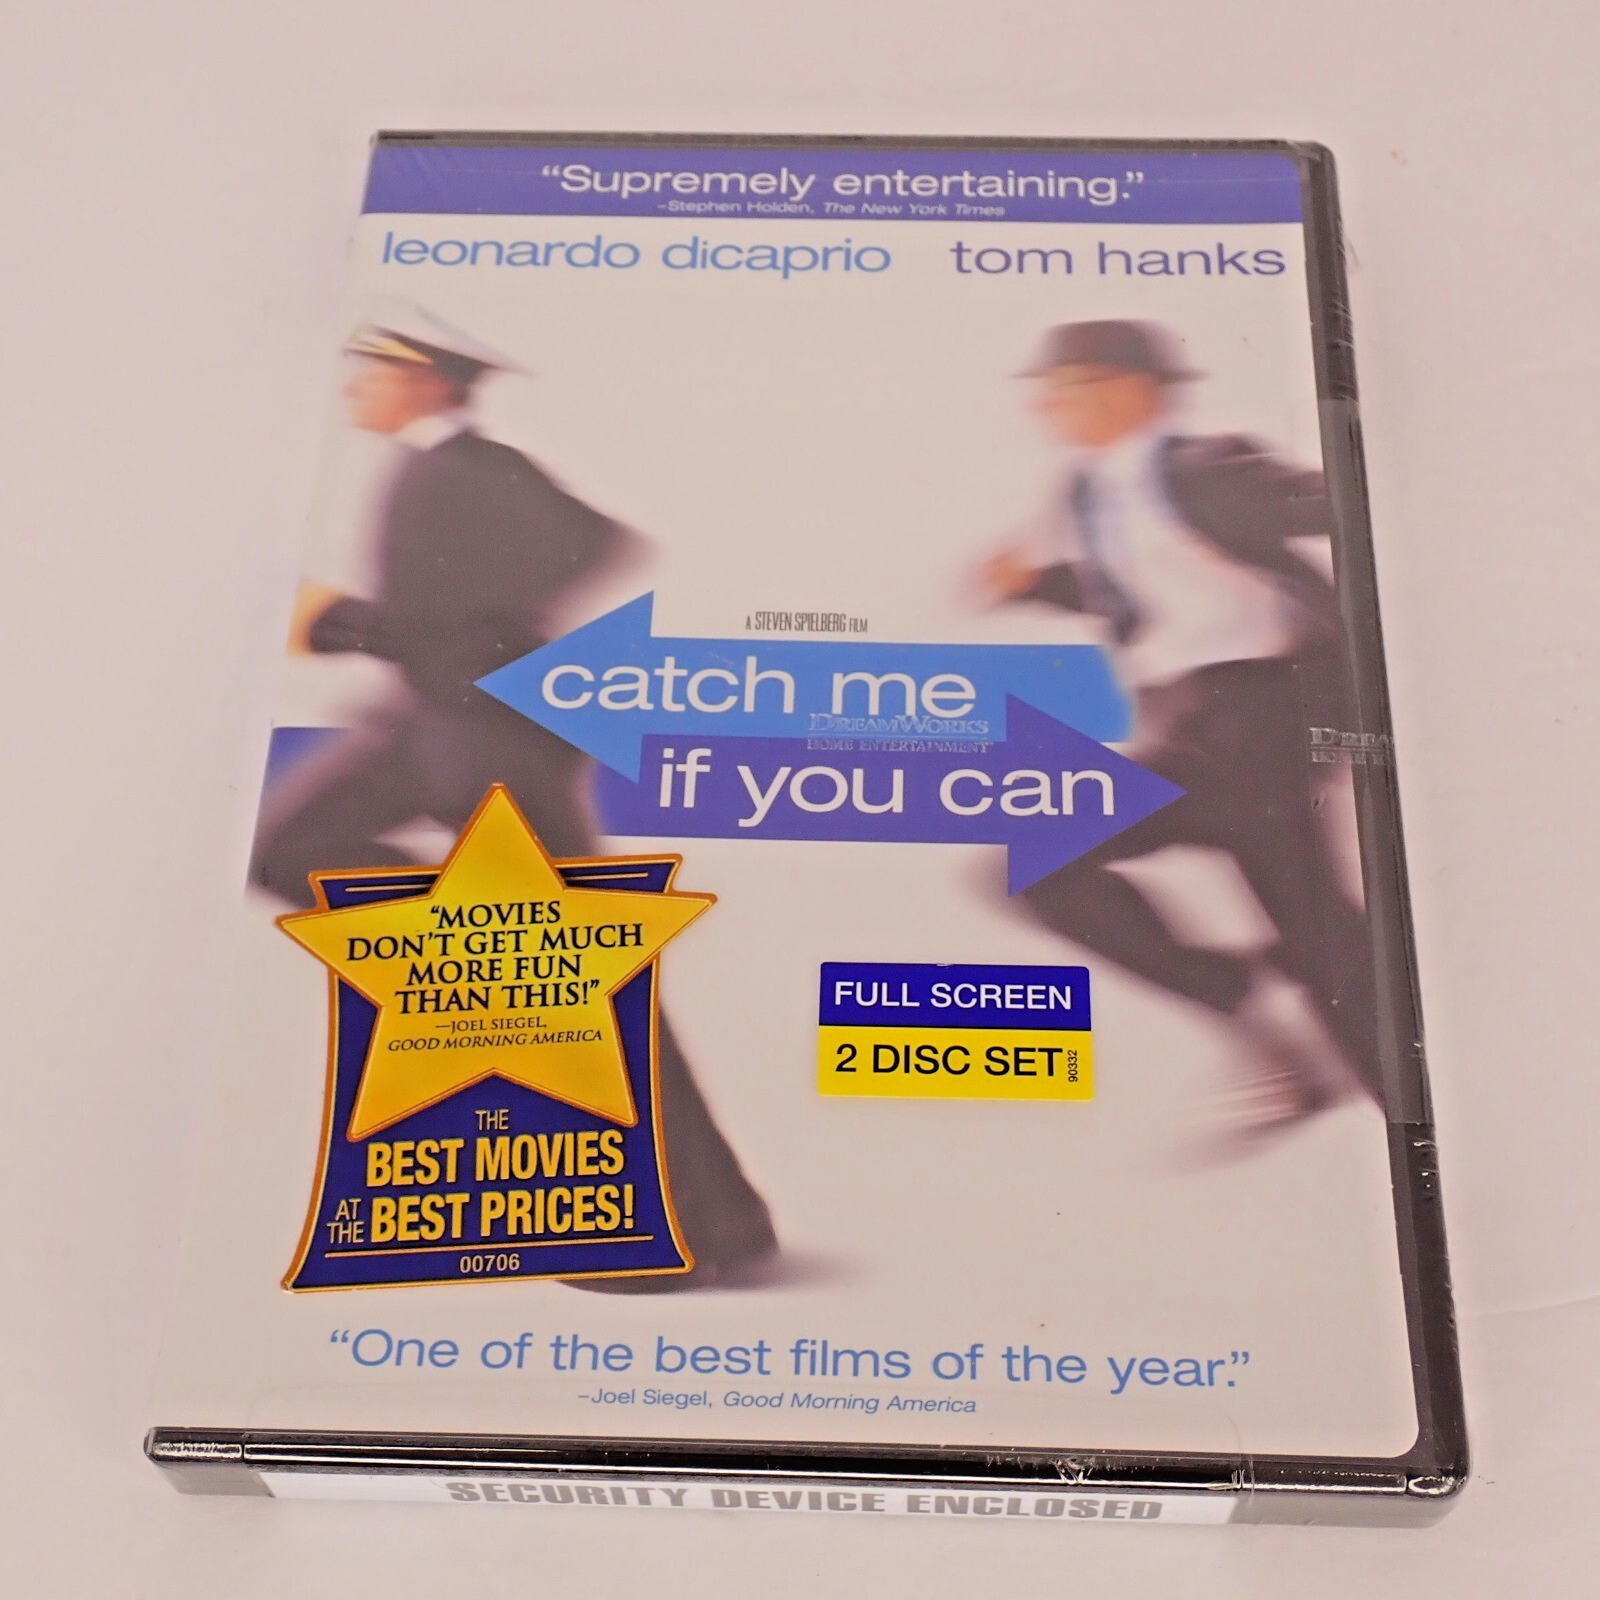 “Supremely entertaining.”
–Stephen Holden, The New York Times
leonardo dicaprio tom hanks
A STEVEN SPIELBERG FILM
catch me
DREAMWORKS
HOME ENTERTAINMENT
if you can
“MOVIES
DON'T GET MUCH
MORE FUN
THAN THIS!”
—JOEL SIEGEL,
GOOD MORNING AMERICA
THE
BEST MOVIES
AT THE BEST PRICES!
00706
FULL SCREEN
2 DISC SET
90332
“One of the best films of the year.”
–Joel Siegel, Good Morning America
SECURITY DEVICE ENCLOSED